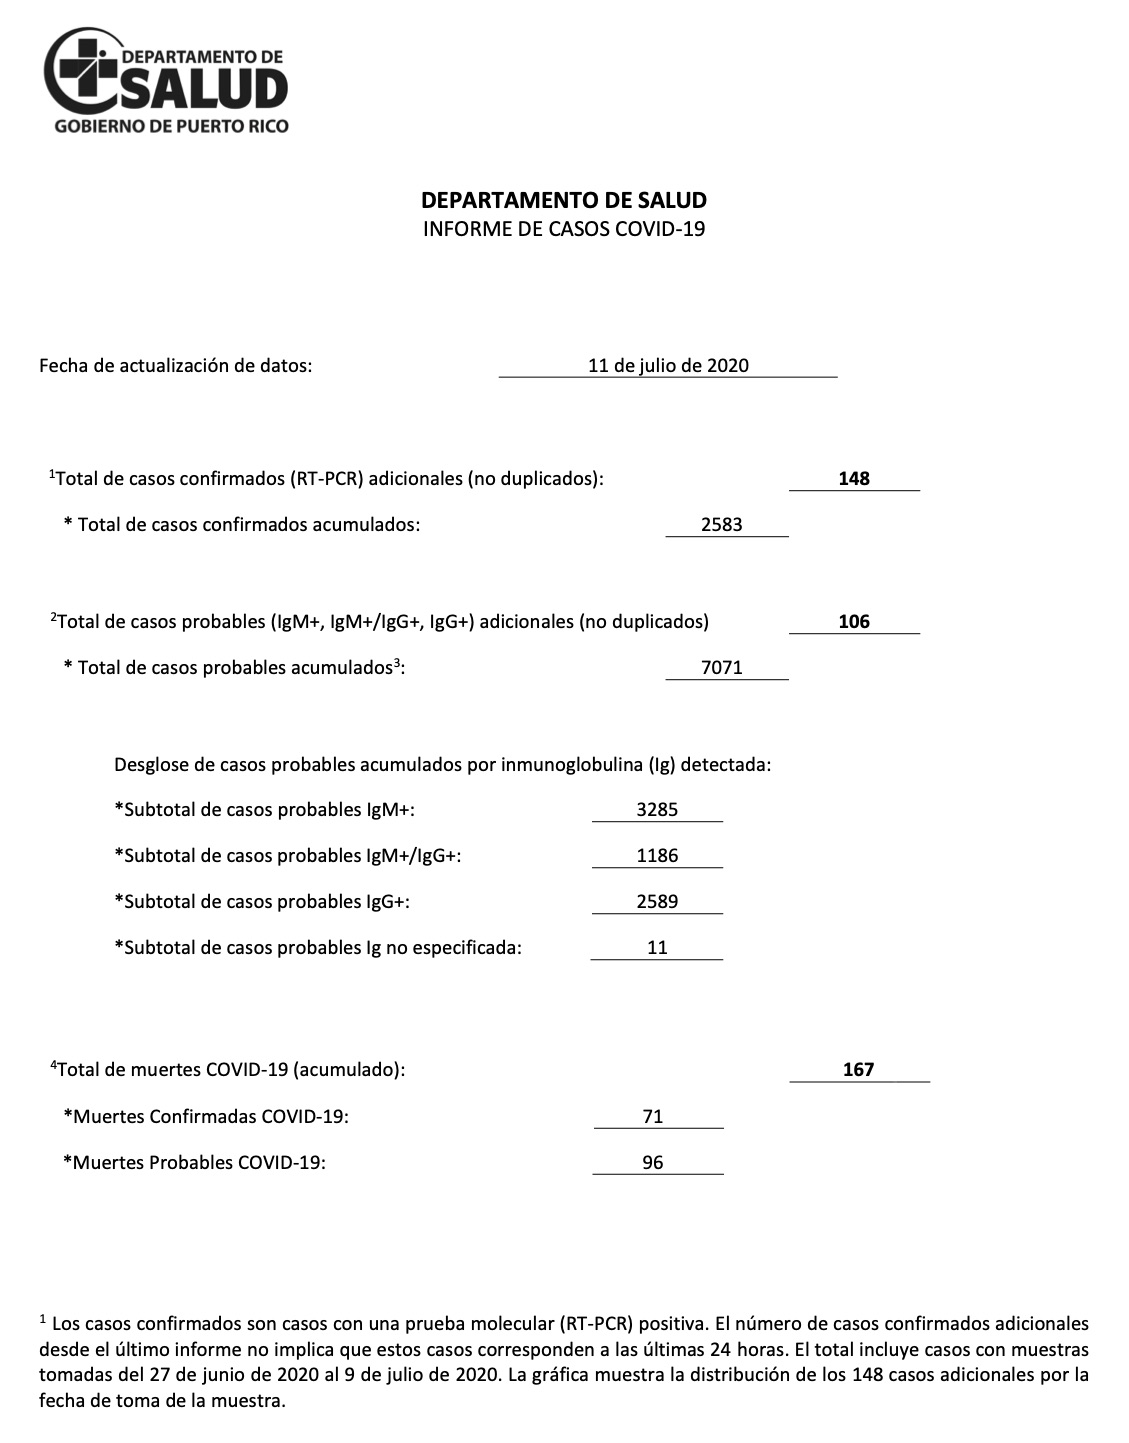 DEPARTAMENTO DE
SALUD
GOBIERNO DE PUERTO RICO
DEPARTAMENTO DE SALUD
INFORME DE CASOS COVID-19
Fecha de actualización de datos: 11 de julio de 2020
¹Total de casos confirmados (RT-PCR) adicionales (no duplicados): 148
* Total de casos confirmados acumulados: 2583
²Total de casos probables (IgM+, IgM+/IgG+, IgG+) adicionales (no duplicados) 106
* Total de casos probables acumulados³: 7071
Desglose de casos probables acumulados por inmunoglobulina (Ig) detectada:
*Subtotal de casos probables IgM+: 3285
*Subtotal de casos probables IgM+/IgG+: 1186
*Subtotal de casos probables IgG+: 2589
*Subtotal de casos probables Ig no especificada: 11
⁴Total de muertes COVID-19 (acumulado): 167
*Muertes Confirmadas COVID-19: 71
*Muertes Probables COVID-19: 96
¹ Los casos confirmados son casos con una prueba molecular (RT-PCR) positiva. El número de casos confirmados adicionales
desde el último informe no implica que estos casos corresponden a las últimas 24 horas. El total incluye casos con muestras
tomadas del 27 de junio de 2020 al 9 de julio de 2020. La gráfica muestra la distribución de los 148 casos adicionales por la
fecha de toma de la muestra.